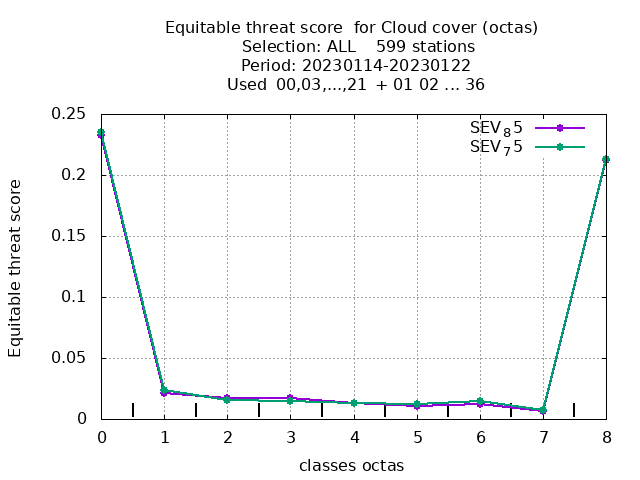 Equitable threat score  for Cloud cover (octas)
Selection: ALL    599 stations
Period: 20230114-20230122
Used  00,03,...,21  + 01 02 ... 36
SEV₈5
SEV₇5
0.25
0.2
0.15
0.1
0.05
0
Equitable threat score
0 1 2 3 4 5 6 7 8
classes octas